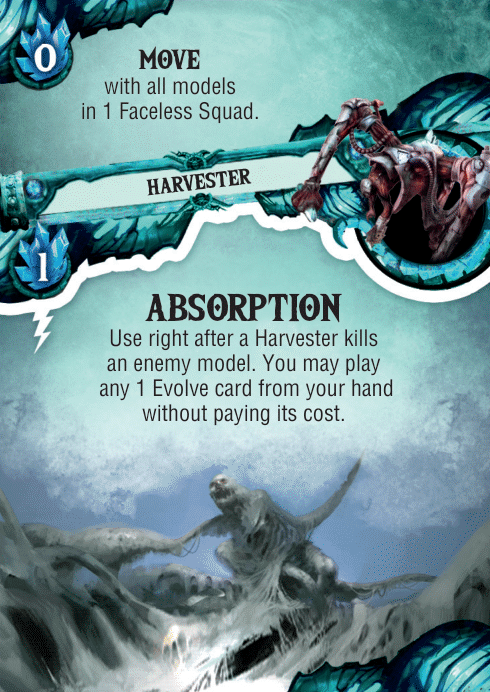 0
MOVE
with all models
in 1 Faceless Squad.
HARVESTER
1
ABSORPTION
Use right after a Harvester kills
an enemy model. You may play
any 1 Evolve card from your hand
without paying its cost.